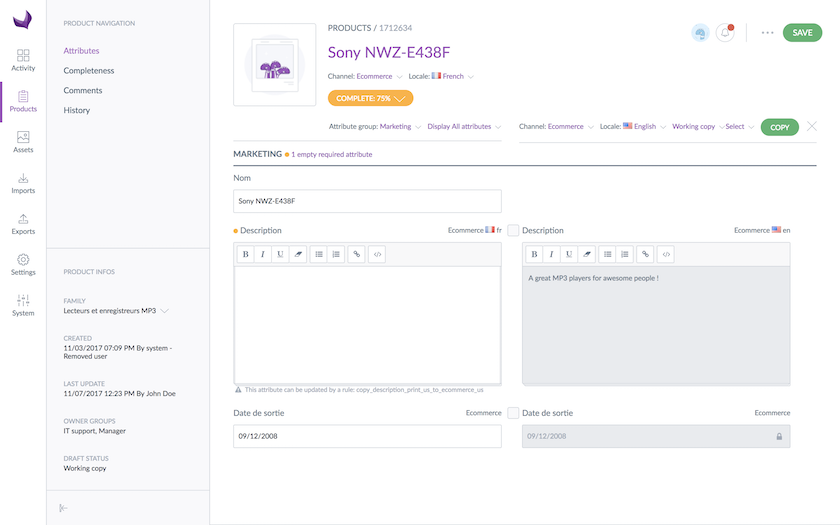 Activity
Products
Assets
Imports
Exports
Settings
System
PRODUCT NAVIGATION
Attributes
Completeness
Comments
History
PRODUCT INFOS
FAMILY
Lecteurs et enregistreurs MP3
CREATED
11/03/2017 07:09 PM By system -
Removed user
LAST UPDATE
11/07/2017 12:23 PM By John Doe
OWNER GROUPS
IT support, Manager
DRAFT STATUS
Working copy
PRODUCTS / 1712634
SAVE
Sony NWZ-E438F
Channel: Ecommerce Locale: French
COMPLETE: 75%
Attribute group: Marketing Display All attributes
Channel: Ecommerce Locale: English Working copy Select COPY
MARKETING 1 empty required attribute
Nom
Sony NWZ-E438F
Description Ecommerce fr
B I U
This attribute can be updated by a rule: copy_description_print_us_to_ecommerce_us
Description Ecommerce en
B I U
A great MP3 players for awesome people !
Date de sortie Ecommerce
09/12/2008
Date de sortie Ecommerce
09/12/2008